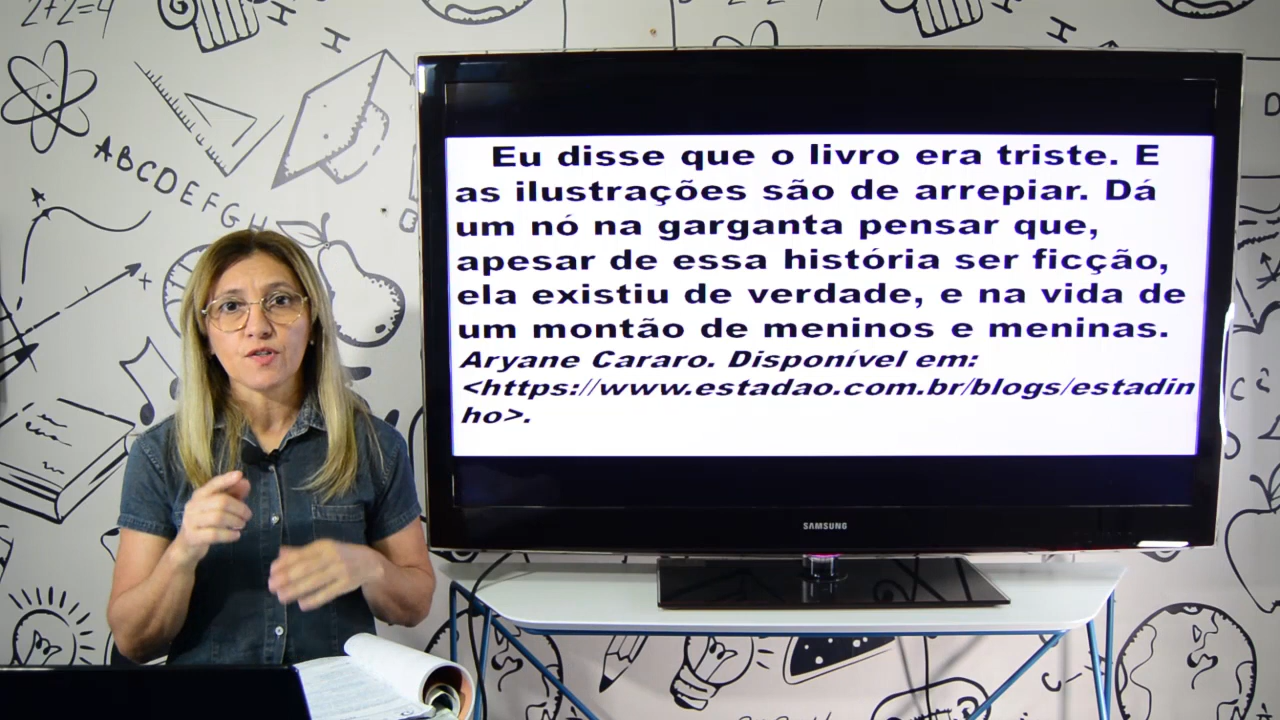 2+2=4
H
H
H
ABCDEFGH
Eu disse que o livro era triste. E
as ilustrações são de arrepiar. Dá
um nó na garganta pensar que,
apesar de essa história ser ficção,
ela existiu de verdade, e na vida de
um montão de meninos e meninas.
Aryane Cararo. Disponível em:
<https://www.estadao.com.br/blogs/estadin
ho>.
SAMSUNG